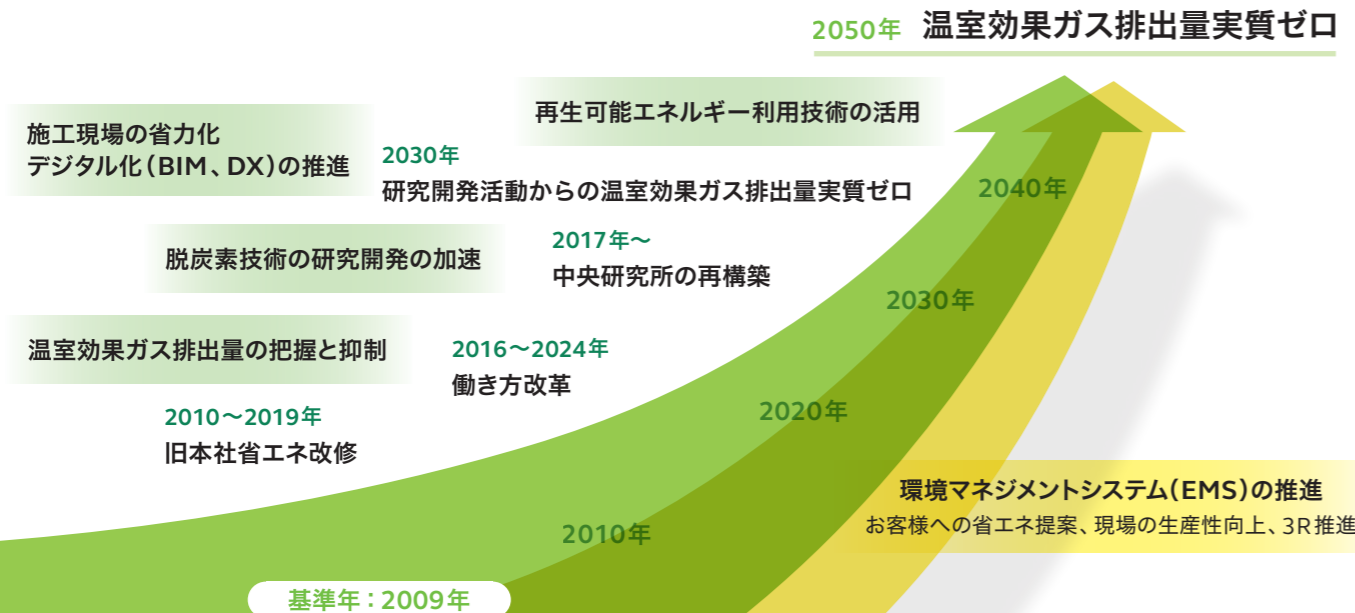 2050年 温室効果ガス排出量実質ゼロ
再生可能エネルギー利用技術の活用
施工現場の省力化
デジタル化(BIM、DX)の推進
2030年
研究開発活動からの温室効果ガス排出量実質ゼロ
2040年
脱炭素技術の研究開発の加速
2017年～
中央研究所の再構築
2030年
温室効果ガス排出量の把握と抑制
2016～2024年
働き方改革
2020年
2010～2019年
旧本社省エネ改修
環境マネジメントシステム(EMS)の推進
お客様への省エネ提案、現場の生産性向上、3R推進
2010年
基準年：2009年